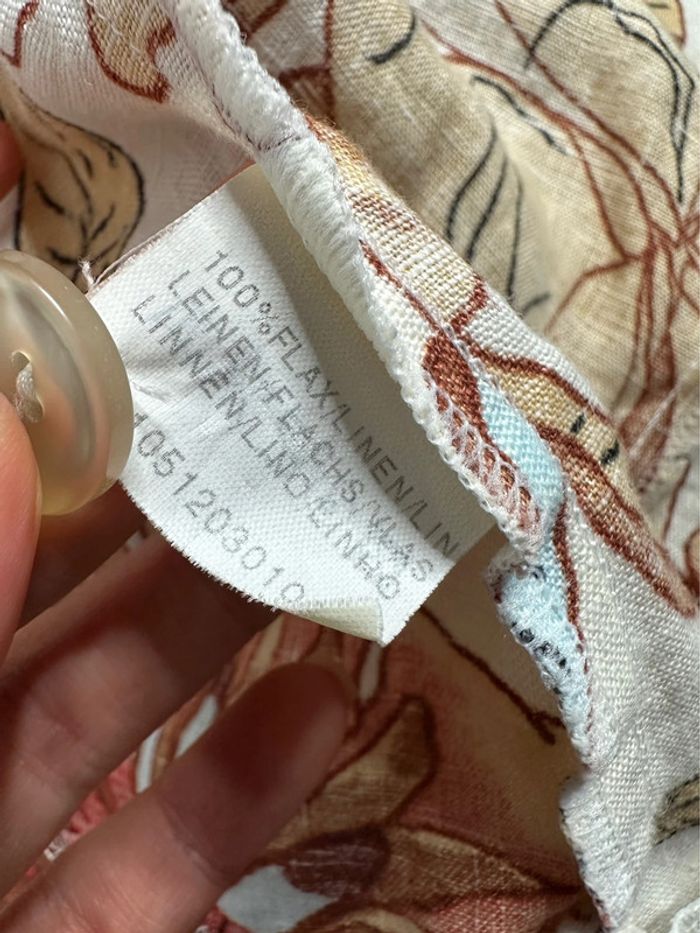 100%FLAX/LINEN/LIN
LEINEN/FLACHS/VLAS
LINNEN/LINO/LINHO
1051203010